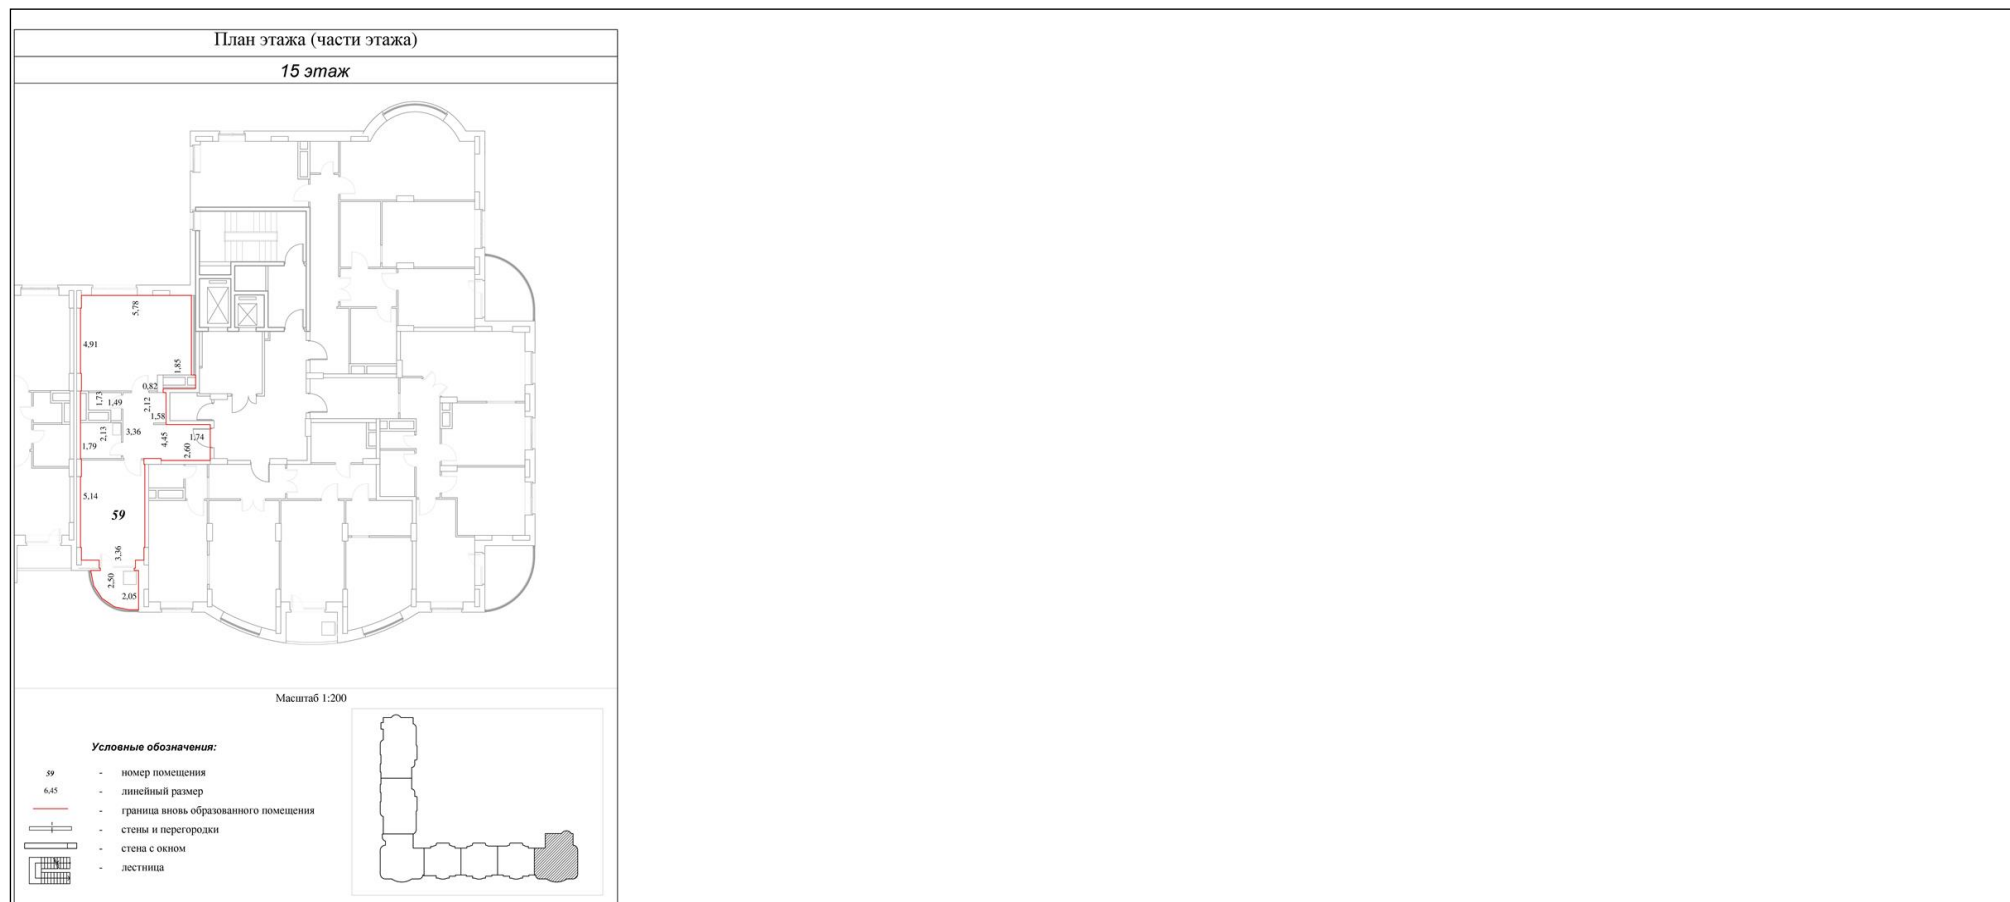 План этажа (части этажа)
15 этаж
5,78
4,91
1,85
0,82
1,73
1,49
2,12
1,58
3,36
2,13
4,45
1,74
1,79
2,60
5,14
59
3,36
2,50
2,05
Масштаб 1:200
Условные обозначения:
59 - номер помещения
6,45 - линейный размер
- граница вновь образованного помещения
- стены и перегородки
- стена с окном
- лестница